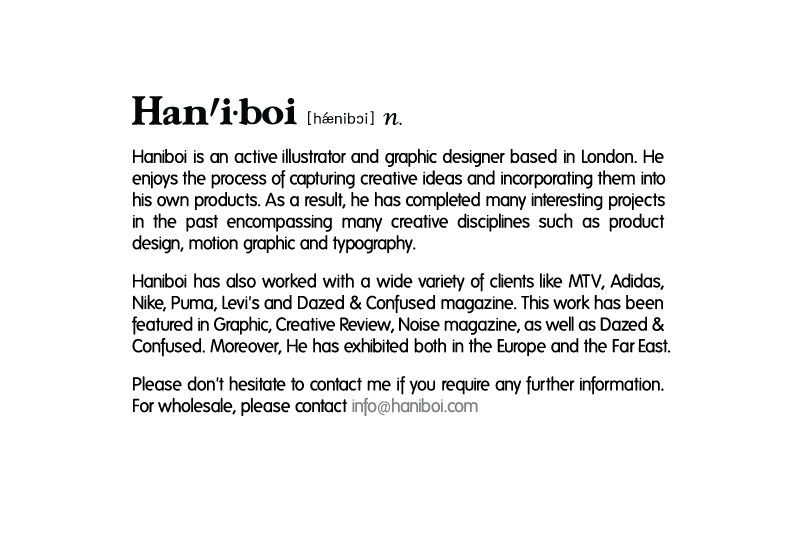 Han′i·boi [hǽnibɔi] n.
Haniboi is an active illustrator and graphic designer based in London. He
enjoys the process of capturing creative ideas and incorporating them into
his own products. As a result, he has completed many interesting projects
in the past encompassing many creative disciplines such as product
design, motion graphic and typography.
Haniboi has also worked with a wide variety of clients like MTV, Adidas,
Nike, Puma, Levi's and Dazed & Confused magazine. This work has been
featured in Graphic, Creative Review, Noise magazine, as well as Dazed &
Confused. Moreover, He has exhibited both in the Europe and the Far East.
Please don't hesitate to contact me if you require any further information.
For wholesale, please contact info@haniboi.com